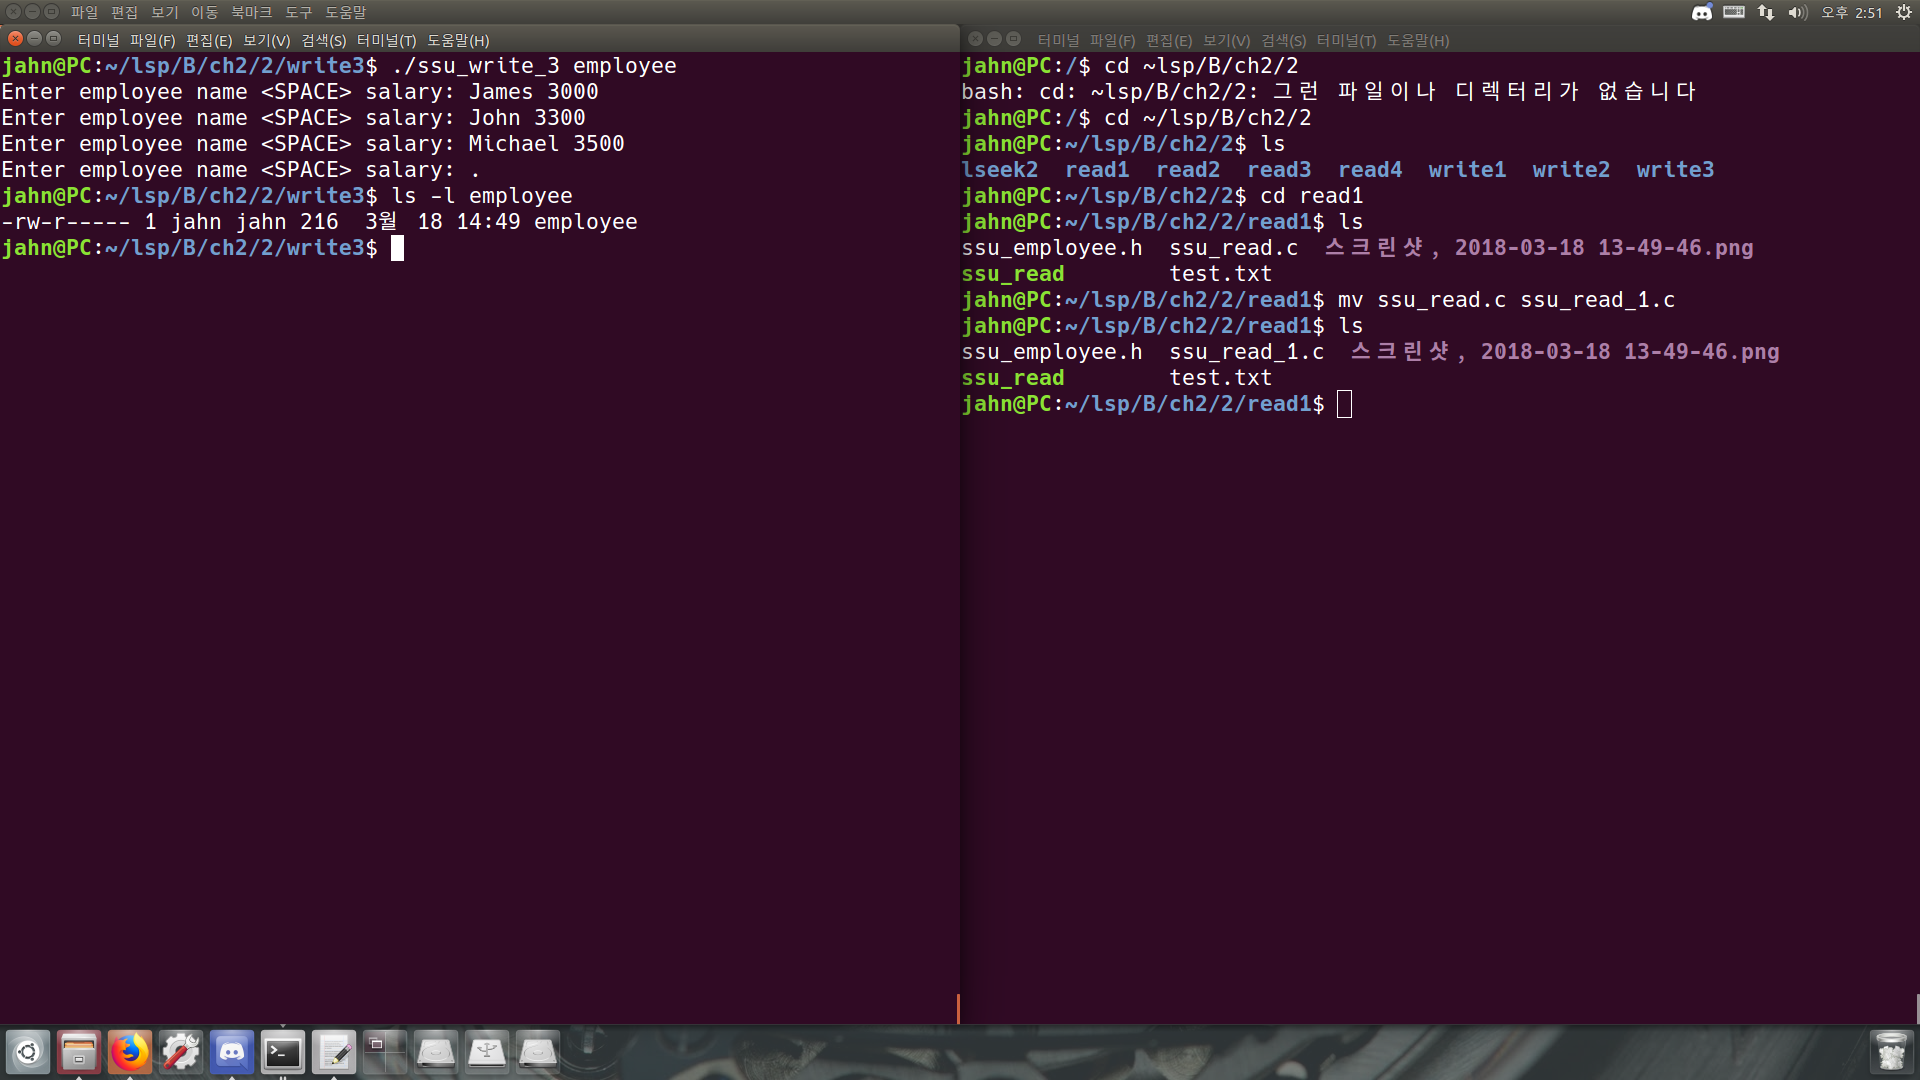 파일 편집 보기 이동 북마크 도구 도움말
오후 2:51
터미널 파일(F) 편집(E) 보기(V) 검색(S) 터미널(T) 도움말(H)
jahn@PC:~/lsp/B/ch2/2/write3$ ./ssu_write_3 employee
Enter employee name <SPACE> salary: James 3000
Enter employee name <SPACE> salary: John 3300
Enter employee name <SPACE> salary: Michael 3500
Enter employee name <SPACE> salary: .
jahn@PC:~/lsp/B/ch2/2/write3$ ls -l employee
-rw-r----- 1 jahn jahn 216  3월  18 14:49 employee
jahn@PC:~/lsp/B/ch2/2/write3$
터미널 파일(F) 편집(E) 보기(V) 검색(S) 터미널(T) 도움말(H)
jahn@PC:/$ cd ~lsp/B/ch2/2
bash: cd: ~lsp/B/ch2/2: 그런 파일이나 디렉터리가 없습니다
jahn@PC:/$ cd ~/lsp/B/ch2/2
jahn@PC:~/lsp/B/ch2/2$ ls
lseek2  read1  read2  read3  read4  write1  write2  write3
jahn@PC:~/lsp/B/ch2/2$ cd read1
jahn@PC:~/lsp/B/ch2/2/read1$ ls
ssu_employee.h  ssu_read.c  스크린샷, 2018-03-18 13-49-46.png
ssu_read        test.txt
jahn@PC:~/lsp/B/ch2/2/read1$ mv ssu_read.c ssu_read_1.c
jahn@PC:~/lsp/B/ch2/2/read1$ ls
ssu_employee.h  ssu_read_1.c  스크린샷, 2018-03-18 13-49-46.png
ssu_read        test.txt
jahn@PC:~/lsp/B/ch2/2/read1$